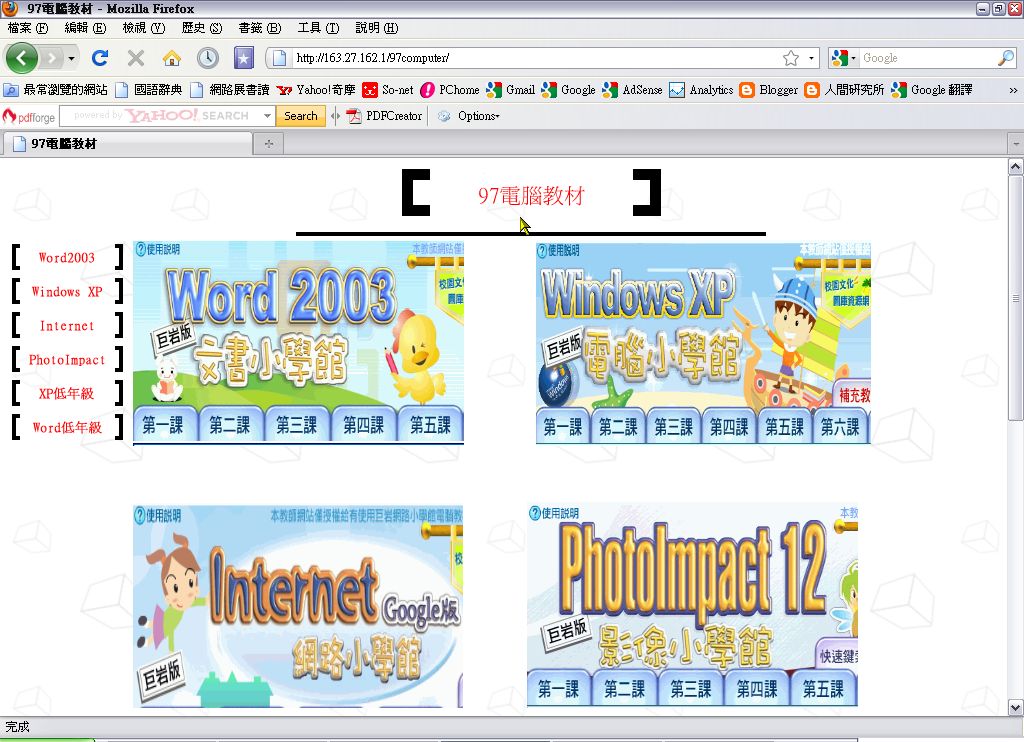 97電腦教材 - Mozilla Firefox
檔案(F) 編輯(E) 檢視(V) 歷史(S) 書籤(B) 工具(T) 說明(H)
http://163.27.162.1/97computer/
Google
最常瀏覽的網站 國語辭典 網路展書讀 Yahoo!奇摩 So-net PChome Gmail Google AdSense Analytics Blogger 人間研究所 Google 翻譯 »
pdfforge powered by YAHOO! SEARCH Search PDFCreator Options
97電腦教材
97電腦教材
Word2003
Windows XP
Internet
PhotoImpact
XP低年級
Word低年級
使用說明
本教師網站僅
Word 2003
校園文化
圖庫
巨岩版
文書小學館
第一課 第二課 第三課 第四課 第五課
使用說明
本教師網站僅授權給
Windows XP
校園文化
圖庫資源網
巨岩版
電腦小學館
Windows
補充教
第一課 第二課 第三課 第四課 第五課 第六課
使用說明
本教師網站僅授權給有使用巨岩網路小學館電腦教
校
Internet
Google版
巨岩版
網路小學館
使用說明
本教
PhotoImpact 12
巨岩版
影像小學館
快速鍵
第一課 第二課 第三課 第四課 第五課
完成